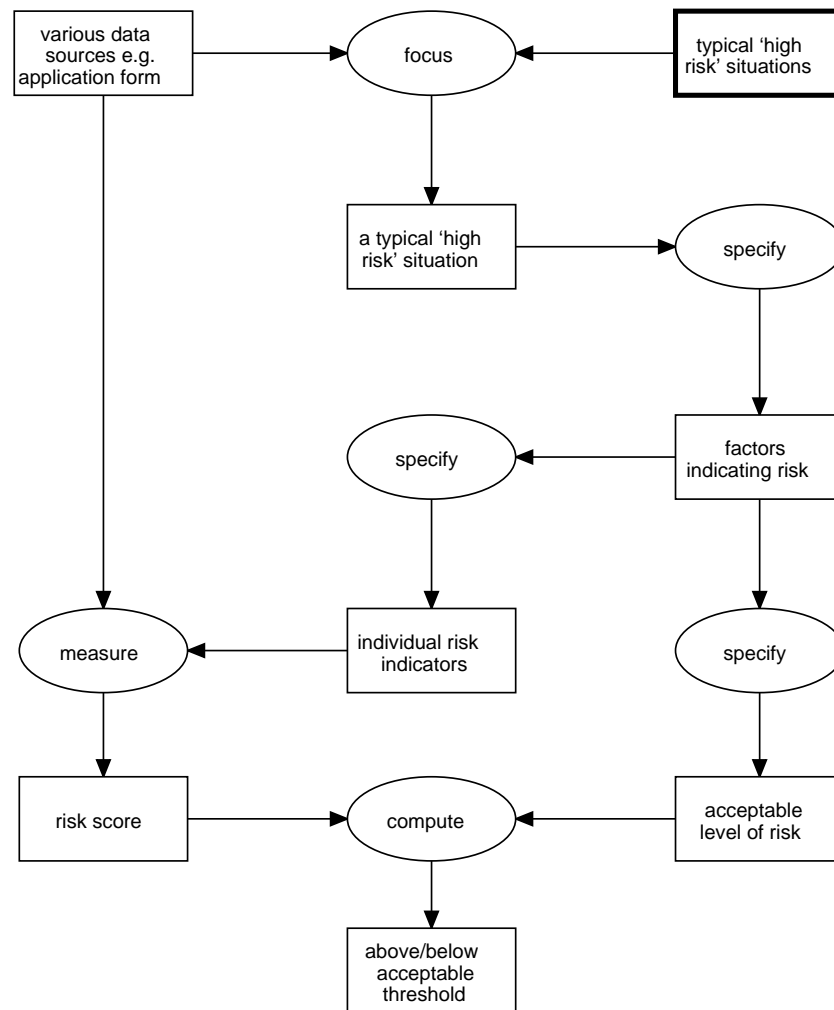 various data
sources e.g.
application form
focus
typical ‘high
risk’ situations
a typical ‘high
risk’ situation
specify
specify
factors
indicating risk
measure
individual risk
indicators
specify
risk score
compute
acceptable
level of risk
above/below
acceptable
threshold